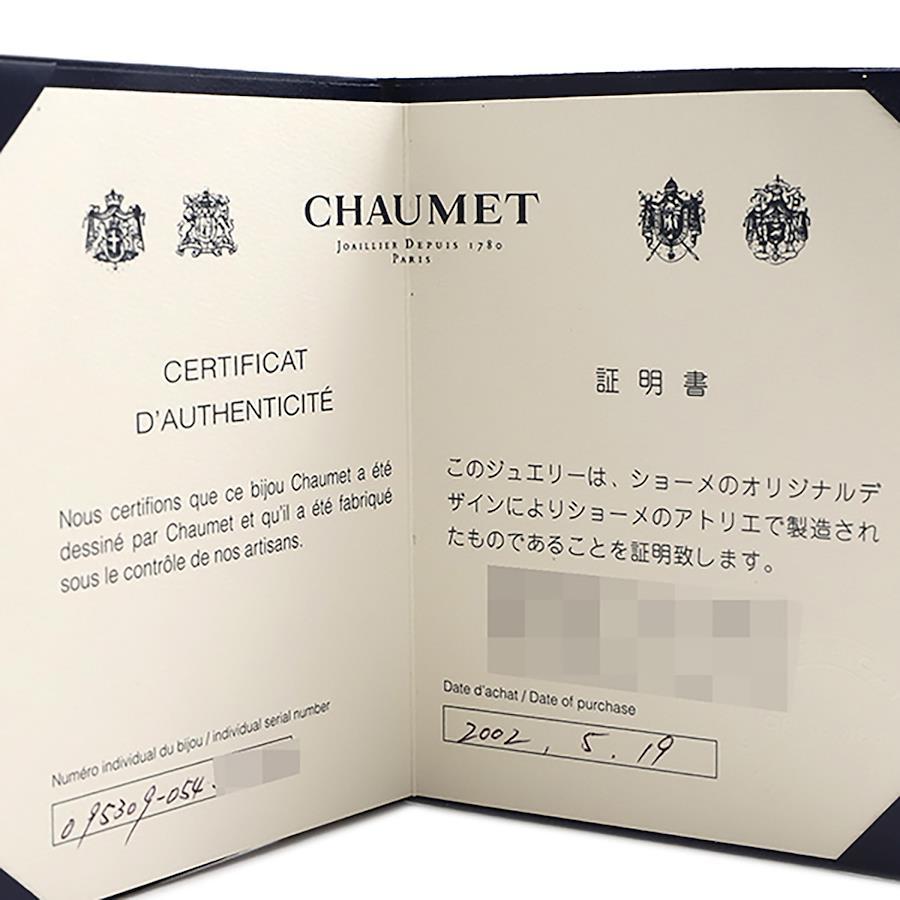 CHAUMET
JOAILLIER DEPUIS 1780
PARIS
CERTIFICAT
D'AUTHENTICITÉ
Nous certifions que ce bijou Chaumet a été
dessiné par Chaumet et qu'il a été fabriqué
sous le contrôle de nos artisans.
Numéro individual du bijou / individual serial number
095309-054.
証明書
このジュエリーは、ショーメのオリジナルデ
ザインによりショーメのアトリエで製造され
たものであることを証明致します。
Date d'achat / Date of purchase
2002. 5. 19